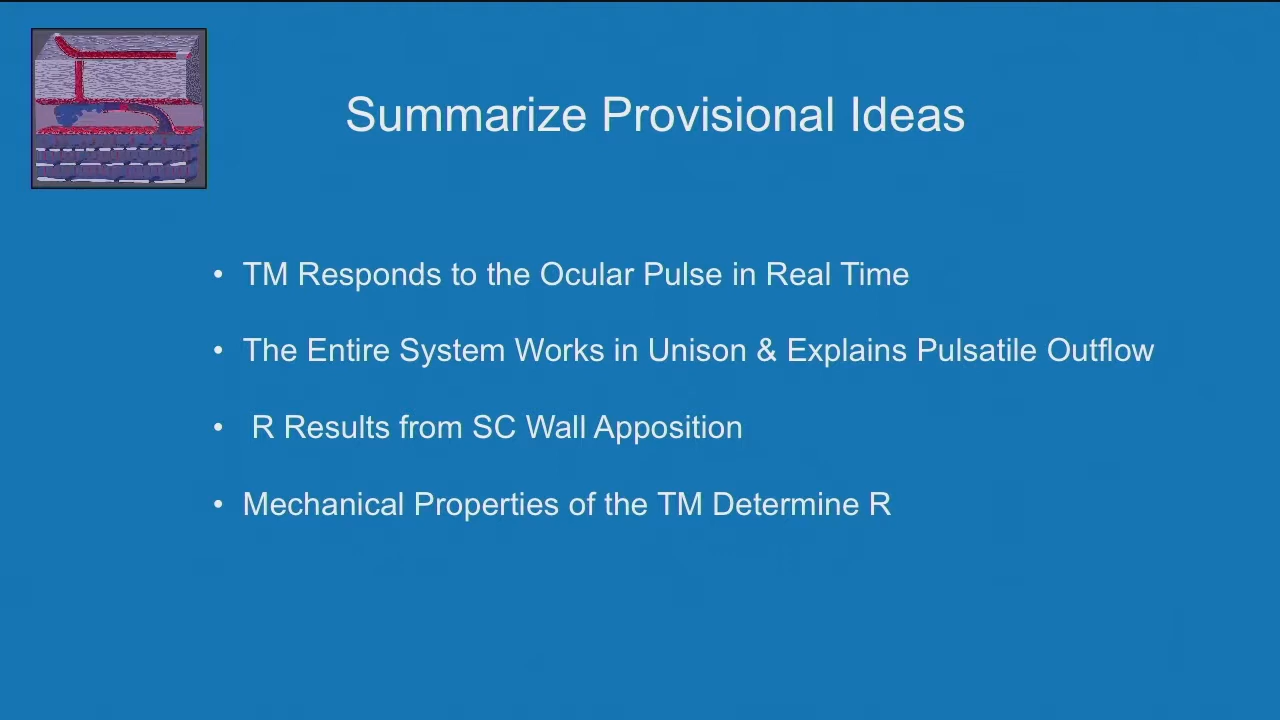 Summarize Provisional Ideas
• TM Responds to the Ocular Pulse in Real Time
• The Entire System Works in Unison & Explains Pulsatile Outflow
• R Results from SC Wall Apposition
• Mechanical Properties of the TM Determine R